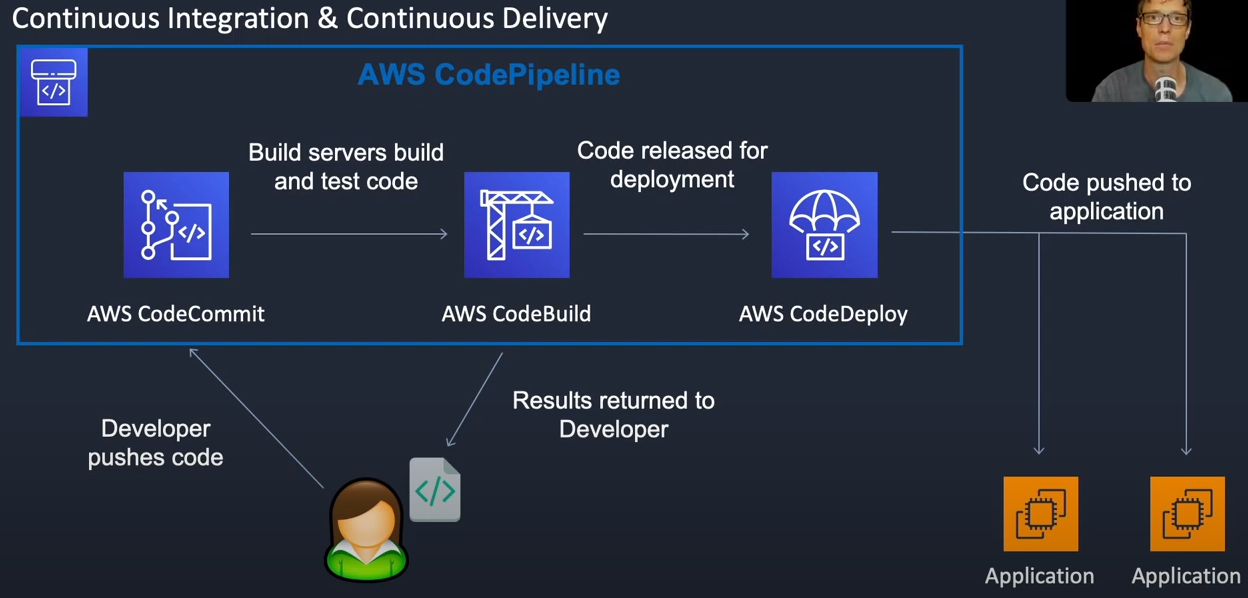 Continuous Integration & Continuous Delivery
AWS CodePipeline
</>
Build servers build
and test code
Code released for
deployment
Code pushed to
application
</>
</>
</>
AWS CodeCommit
AWS CodeBuild
AWS CodeDeploy
Developer
pushes code
Results returned to
Developer
</>
Application
Application